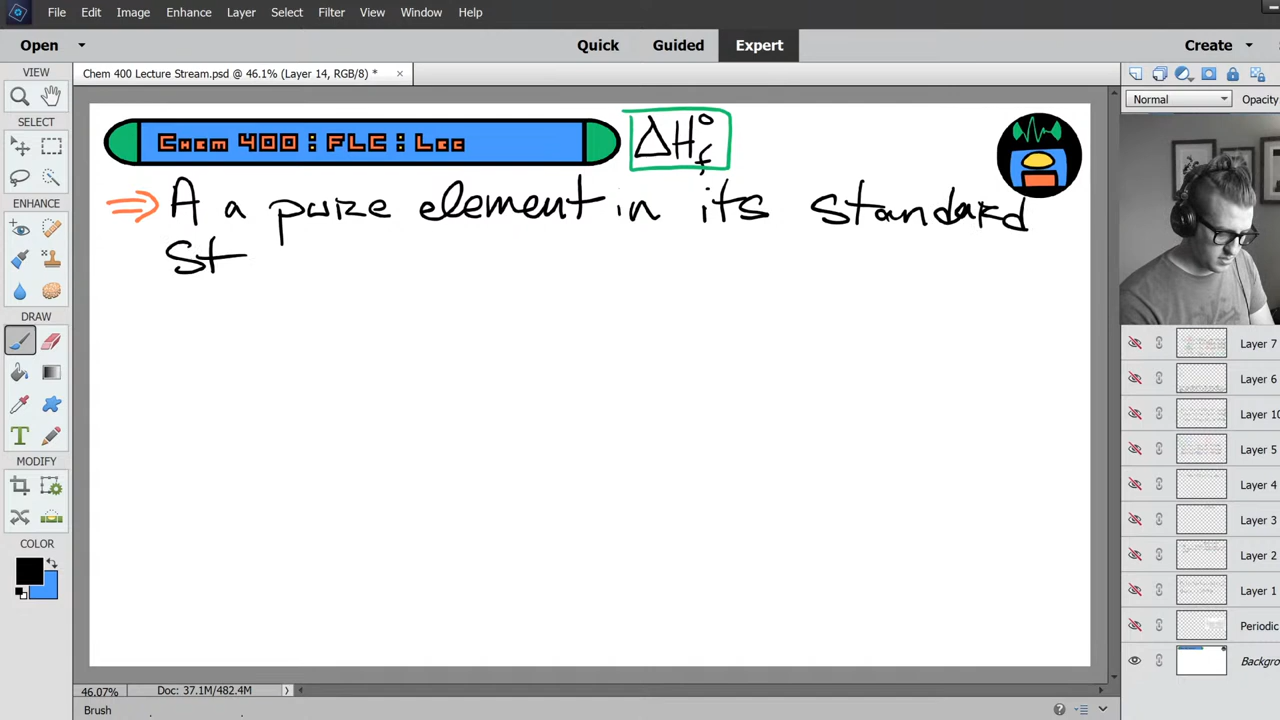 File Edit Image Enhance Layer Select Filter View Window Help
Open Quick Guided Expert Create
VIEW
Chem 400 Lecture Stream.psd @ 46.1% (Layer 14, RGB/8) * ×
Normal Opacity
SELECT
ENHANCE
DRAW
MODIFY
COLOR
Chem 400 : FLC : Lec ΔH°f
⇒ A a pure element in its standard
St
Layer 7
Layer 6
Layer 10
Layer 5
Layer 4
Layer 3
Layer 2
Layer 1
Periodic
Backgro
46.07% Doc: 37.1M/482.4M
Brush